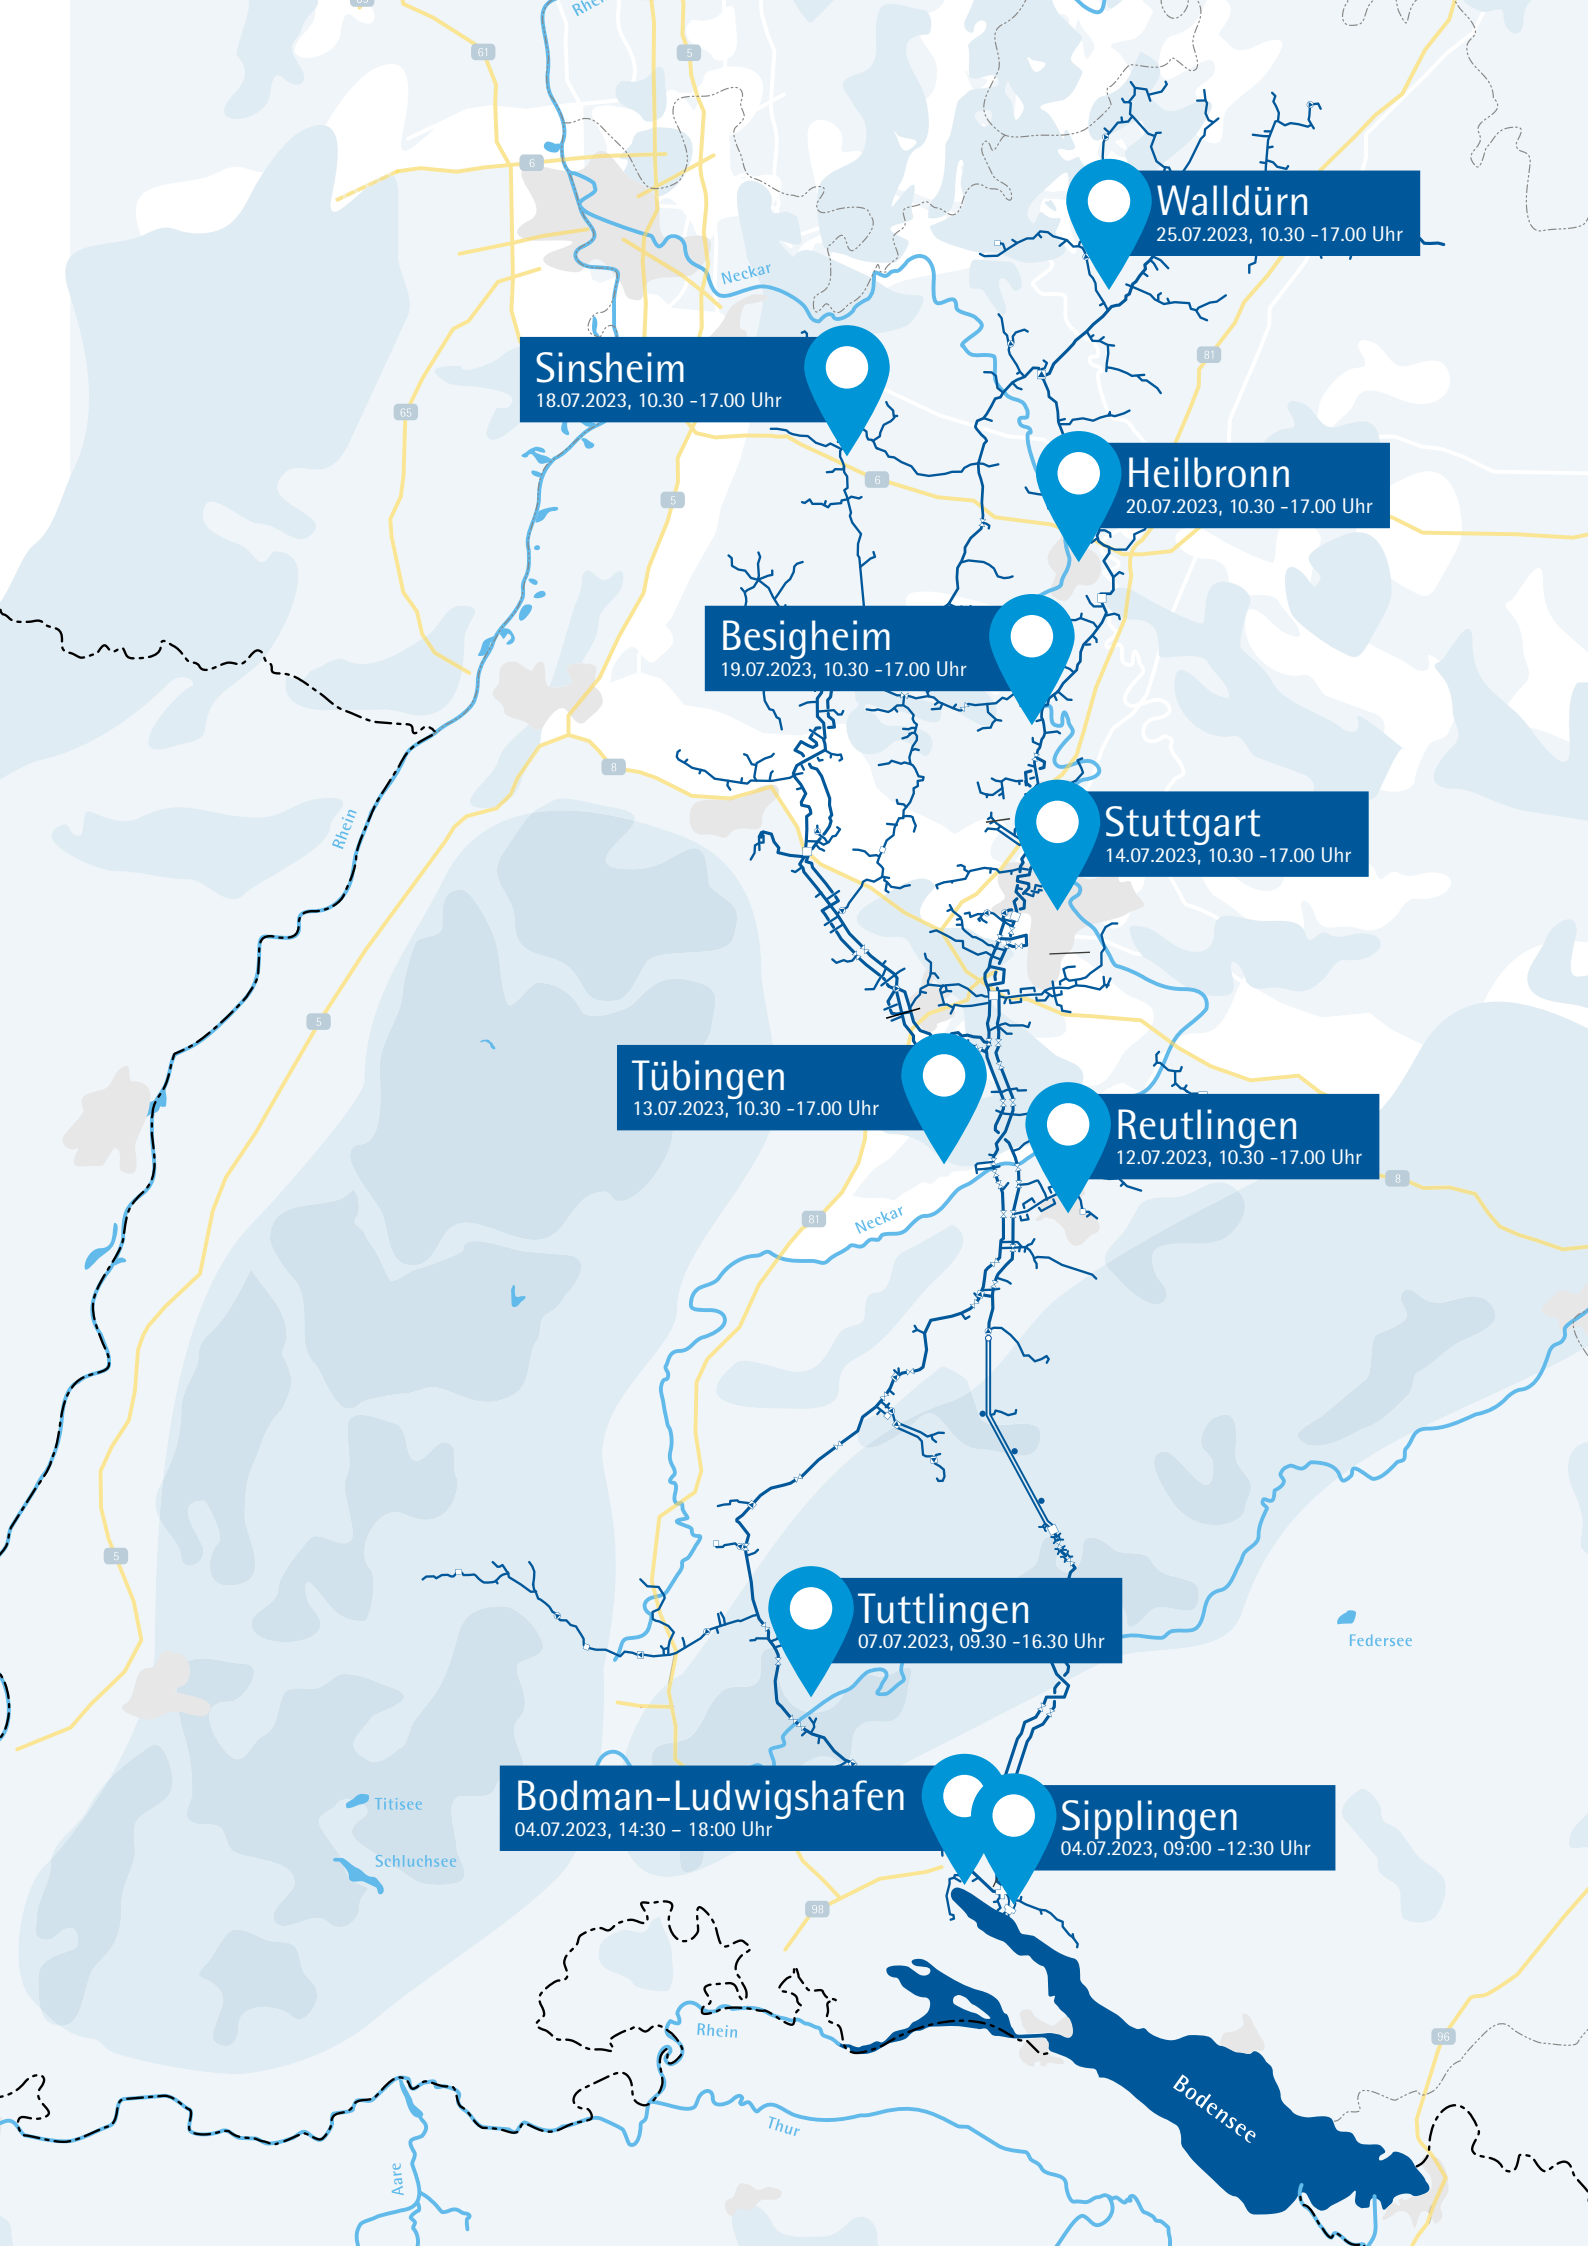 Rhe
61
5
6
Walldürn
25.07.2023, 10.30 -17.00 Uhr
Neckar
Sinsheim
18.07.2023, 10.30 -17.00 Uhr
81
65
Heilbronn
20.07.2023, 10.30 -17.00 Uhr
6
5
Besigheim
19.07.2023, 10.30 -17.00 Uhr
8
Rhein
Stuttgart
14.07.2023, 10.30 -17.00 Uhr
5
Tübingen
13.07.2023, 10.30 -17.00 Uhr
Reutlingen
12.07.2023, 10.30 -17.00 Uhr
8
81
Neckar
5
Tuttlingen
07.07.2023, 09.30 -16.30 Uhr
Federsee
Bodman-Ludwigshafen
04.07.2023, 14:30 – 18:00 Uhr
Sipplingen
04.07.2023, 09:00 -12:30 Uhr
Titisee
Schluchsee
98
Rhein
96
Bodensee
Thur
Aare